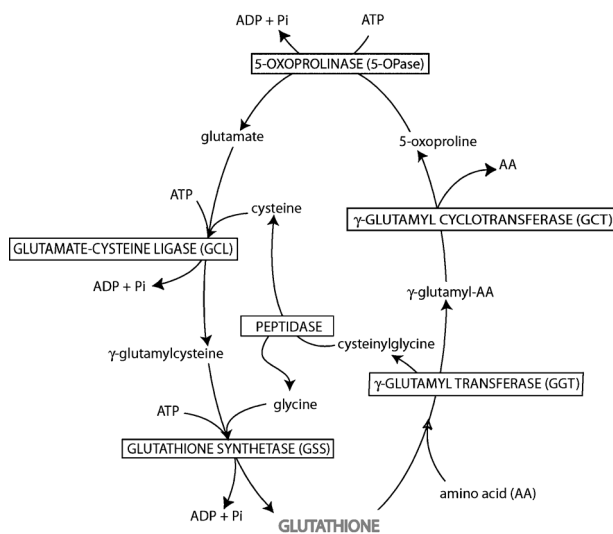 ADP + Pi
ATP
5-OXOPROLINASE (5-OPase)
glutamate
5-oxoproline
AA
ATP
cysteine
γ-GLUTAMYL CYCLOTRANSFERASE (GCT)
GLUTAMATE-CYSTEINE LIGASE (GCL)
ADP + Pi
γ-glutamyl-AA
PEPTIDASE
cysteinylglycine
γ-glutamylcysteine
γ-GLUTAMYL TRANSFERASE (GGT)
ATP
glycine
GLUTATHIONE SYNTHETASE (GSS)
amino acid (AA)
ADP + Pi
GLUTATHIONE